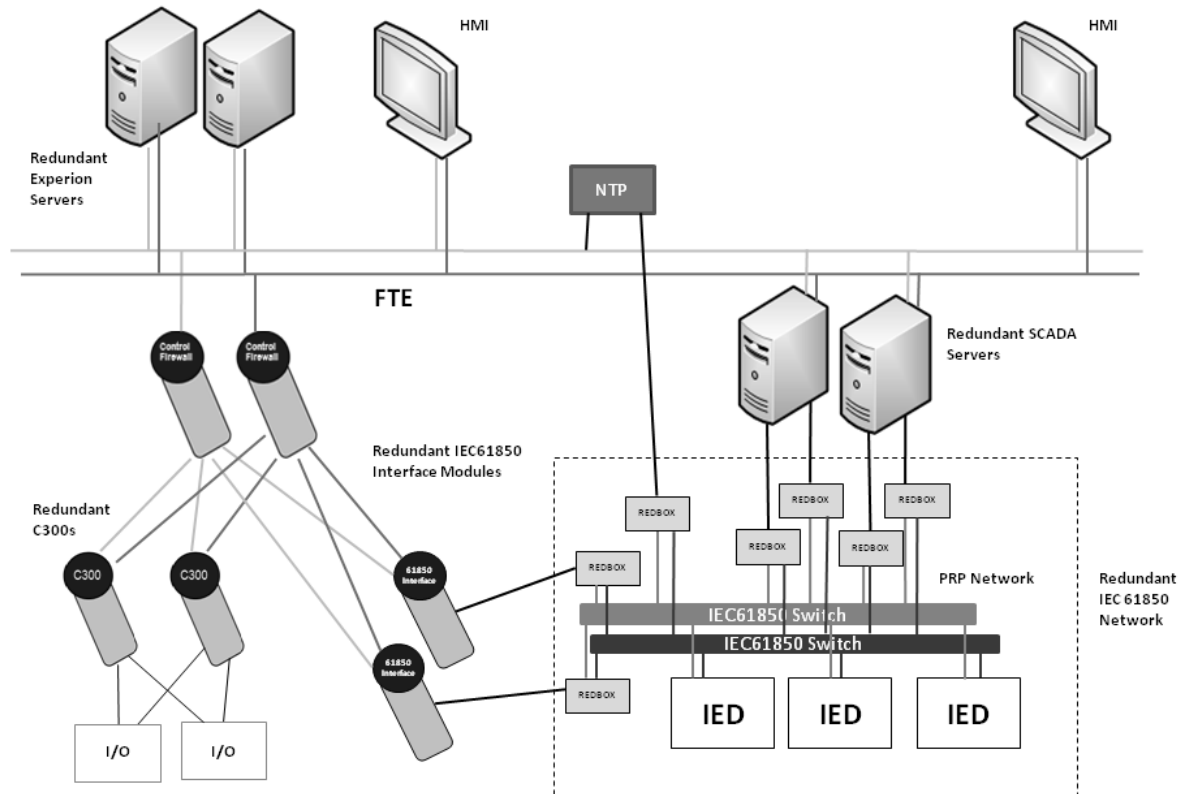 HMI
HMI
Redundant
Experion
Servers
NTP
FTE
Control
Firewall
Control
Firewall
Redundant SCADA
Servers
Redundant IEC61850
Interface Modules
Redundant
C300s
REDBOX
REDBOX
REDBOX
REDBOX
REDBOX
REDBOX
C300
C300
61850
Interface
PRP Network
Redundant
IEC 61850
Network
IEC61850 Switch
IEC61850 Switch
61850
Interface
REDBOX
IED
IED
IED
I/O
I/O